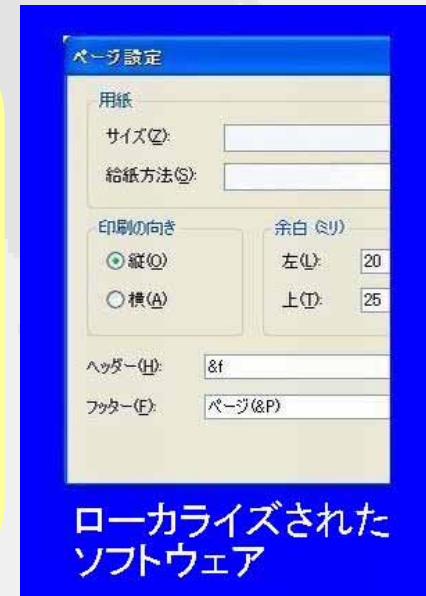 ページ設定
用紙
サイズ(Z):
給紙方法(S):
印刷の向き
縦(O)
横(A)
余白 (ミリ)
左(L): 20
上(T): 25
ヘッダー(H): &f
フッター(F): ページ(&P)
ローカライズされた
ソフトウェア